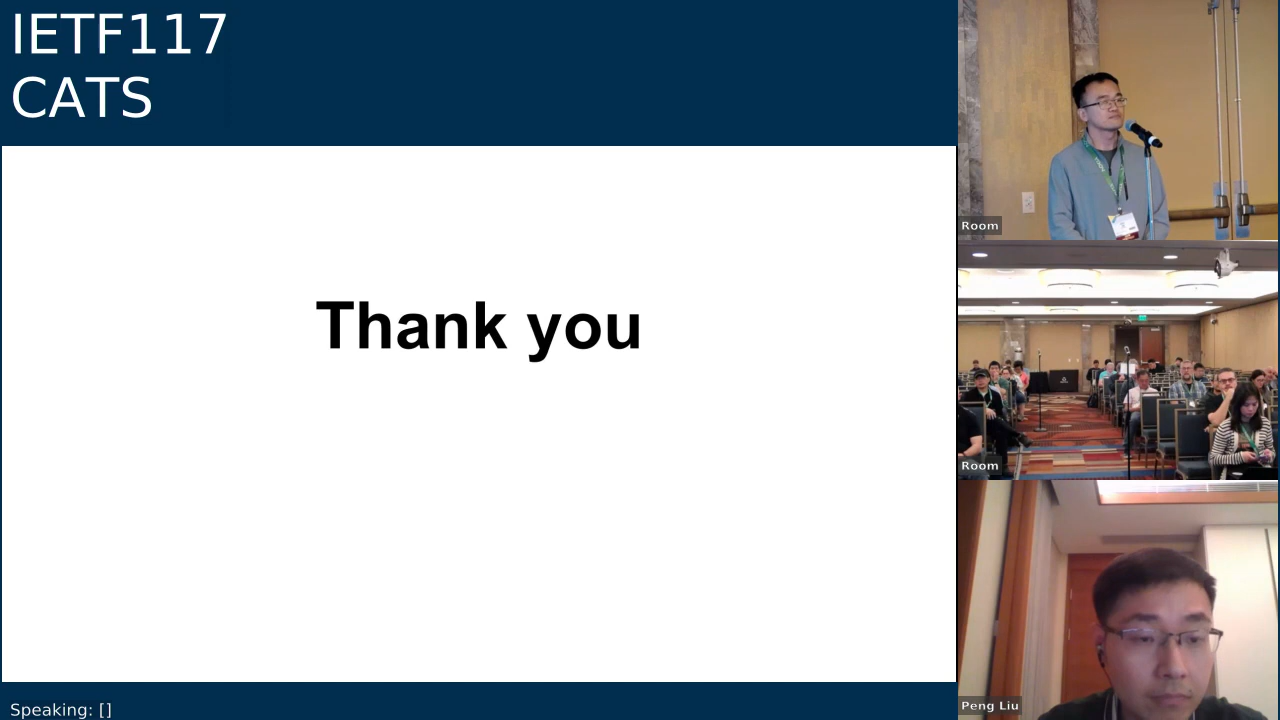 IETF117
CATS
Thank you
Speaking: []
Room
Room
Peng Liu